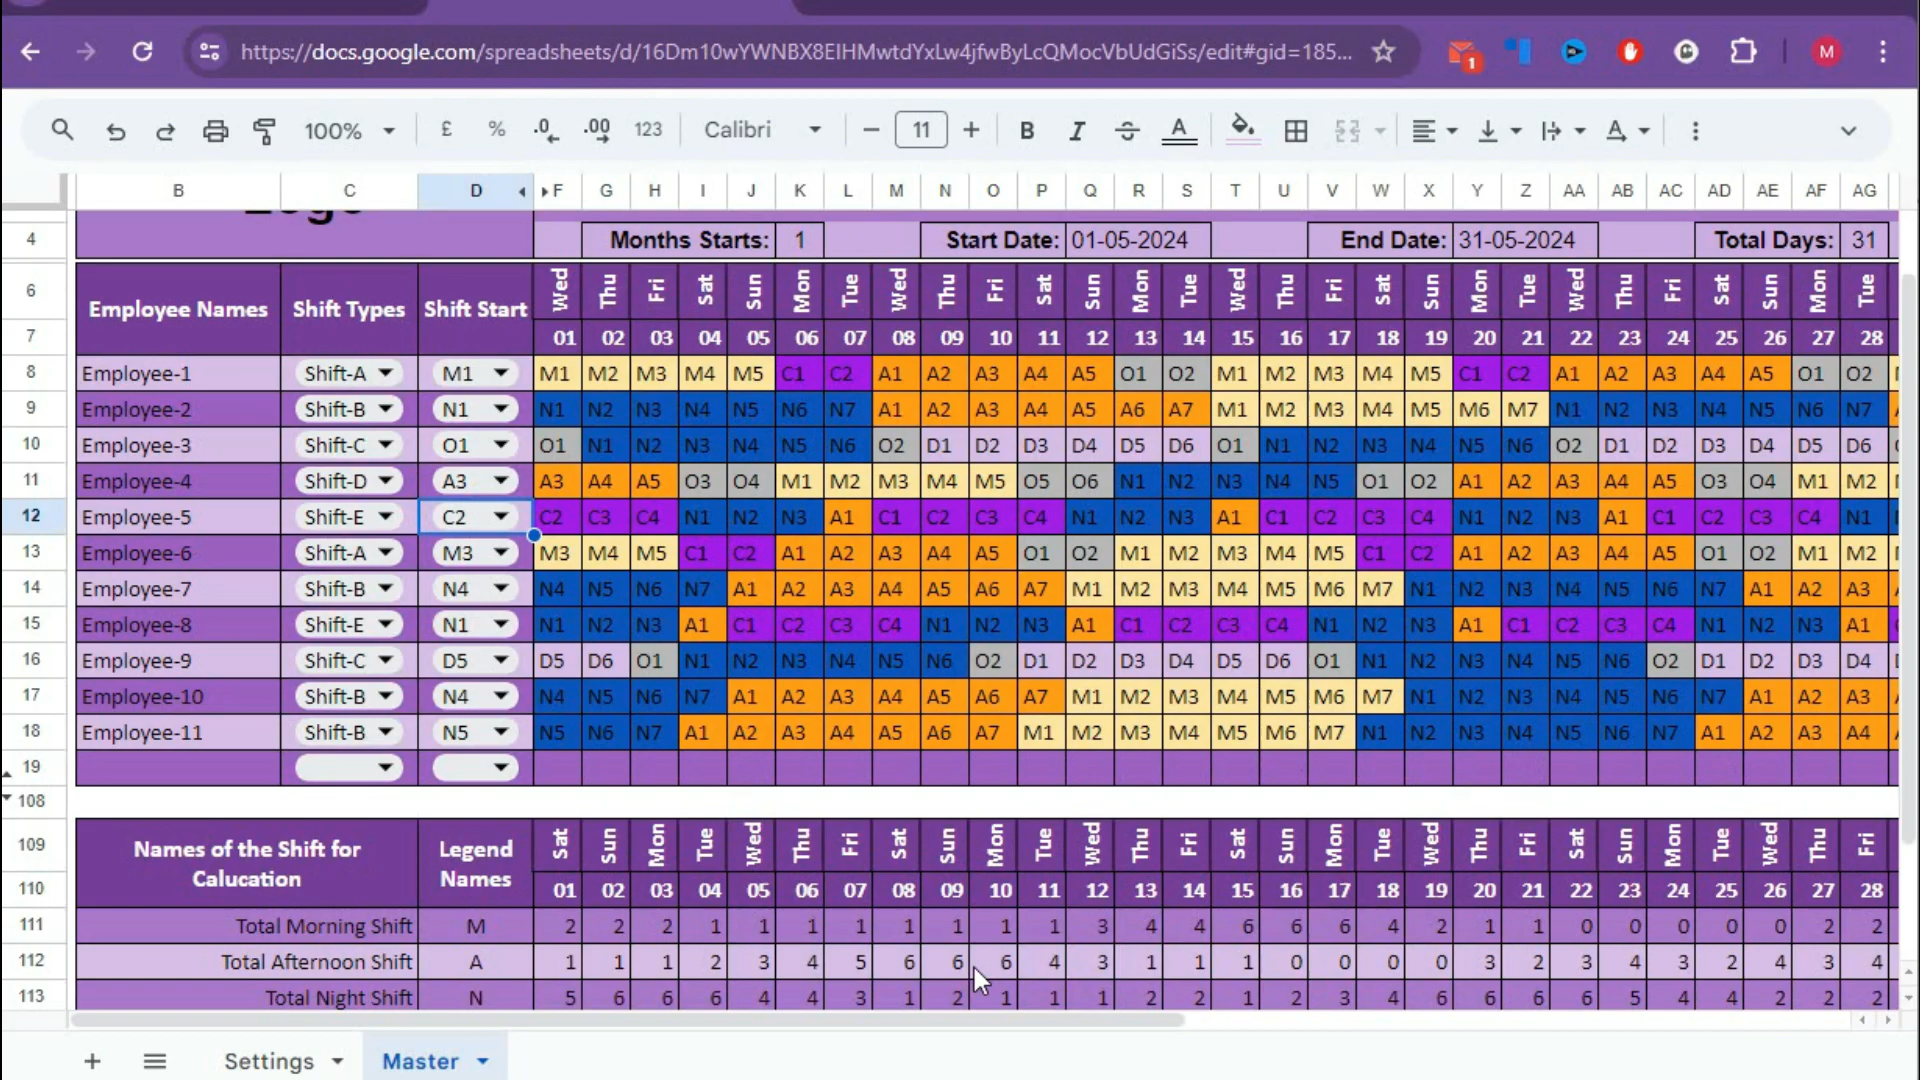 https://docs.google.com/spreadsheets/d/16Dm10wYWNBX8ElHMwtdYxLw4jfwByLcQMocVbUdGiSs/edit#gid=185...
1 M
100% £ % .0 .00 123 Calibri 11 B I S A A
B C D F G H I J K L M N O P Q R S T U V W X Y Z AA AB AC AD AE AF AG
Logo
4 Months Starts: 1 Start Date: 01-05-2024 End Date: 31-05-2024 Total Days: 31
6 Employee Names Shift Types Shift Start Wed Thu Fri Sat Sun Mon Tue Wed Thu Fri Sat Sun Mon Tue Wed Thu Fri Sat Sun Mon Tue Wed Thu Fri Sat Sun Mon Tue
7 01 02 03 04 05 06 07 08 09 10 11 12 13 14 15 16 17 18 19 20 21 22 23 24 25 26 27 28
8 Employee-1 Shift-A M1 M1 M2 M3 M4 M5 C1 C2 A1 A2 A3 A4 A5 O1 O2 M1 M2 M3 M4 M5 C1 C2 A1 A2 A3 A4 A5 O1 O2
9 Employee-2 Shift-B N1 N1 N2 N3 N4 N5 N6 N7 A1 A2 A3 A4 A5 A6 A7 M1 M2 M3 M4 M5 M6 M7 N1 N2 N3 N4 N5 N6 N7
10 Employee-3 Shift-C O1 O1 N1 N2 N3 N4 N5 N6 O2 D1 D2 D3 D4 D5 D6 O1 N1 N2 N3 N4 N5 N6 O2 D1 D2 D3 D4 D5 D6
11 Employee-4 Shift-D A3 A3 A4 A5 O3 O4 M1 M2 M3 M4 M5 O5 O6 N1 N2 N3 N4 N5 O1 O2 A1 A2 A3 A4 A5 O3 O4 M1 M2
12 Employee-5 Shift-E C2 C2 C3 C4 N1 N2 N3 A1 C1 C2 C3 C4 N1 N2 N3 A1 C1 C2 C3 C4 N1 N2 N3 A1 C1 C2 C3 C4 N1
13 Employee-6 Shift-A M3 M3 M4 M5 C1 C2 A1 A2 A3 A4 A5 O1 O2 M1 M2 M3 M4 M5 C1 C2 A1 A2 A3 A4 A5 O1 O2 M1 M2
14 Employee-7 Shift-B N4 N4 N5 N6 N7 A1 A2 A3 A4 A5 A6 A7 M1 M2 M3 M4 M5 M6 M7 N1 N2 N3 N4 N5 N6 N7 A1 A2 A3
15 Employee-8 Shift-E N1 N1 N2 N3 A1 C1 C2 C3 C4 N1 N2 N3 A1 C1 C2 C3 C4 N1 N2 N3 A1 C1 C2 C3 C4 N1 N2 N3 A1
16 Employee-9 Shift-C D5 D5 D6 O1 N1 N2 N3 N4 N5 N6 O2 D1 D2 D3 D4 D5 D6 O1 N1 N2 N3 N4 N5 N6 O2 D1 D2 D3 D4
17 Employee-10 Shift-B N4 N4 N5 N6 N7 A1 A2 A3 A4 A5 A6 A7 M1 M2 M3 M4 M5 M6 M7 N1 N2 N3 N4 N5 N6 N7 A1 A2 A3
18 Employee-11 Shift-B N5 N5 N6 N7 A1 A2 A3 A4 A5 A6 A7 M1 M2 M3 M4 M5 M6 M7 N1 N2 N3 N4 N5 N6 N7 A1 A2 A3 A4
19
108
109 Names of the Shift for Calucation Legend Names Sat Sun Mon Tue Wed Thu Fri Sat Sun Mon Tue Wed Thu Fri Sat Sun Mon Tue Wed Thu Fri Sat Sun Mon Tue Wed Thu Fri
110 01 02 03 04 05 06 07 08 09 10 11 12 13 14 15 16 17 18 19 20 21 22 23 24 25 26 27 28
111 Total Morning Shift M 2 2 2 1 1 1 1 1 1 1 1 3 4 4 6 6 6 4 2 1 1 0 0 0 0 0 2 2
112 Total Afternoon Shift A 1 1 1 2 3 4 5 6 6 6 4 3 1 1 1 0 0 0 0 3 2 3 4 3 2 4 3 4
113 Total Night Shift N 5 6 6 6 4 4 3 1 2 1 1 1 2 2 1 2 3 4 6 6 6 6 5 4 4 2 2 2
Settings Master